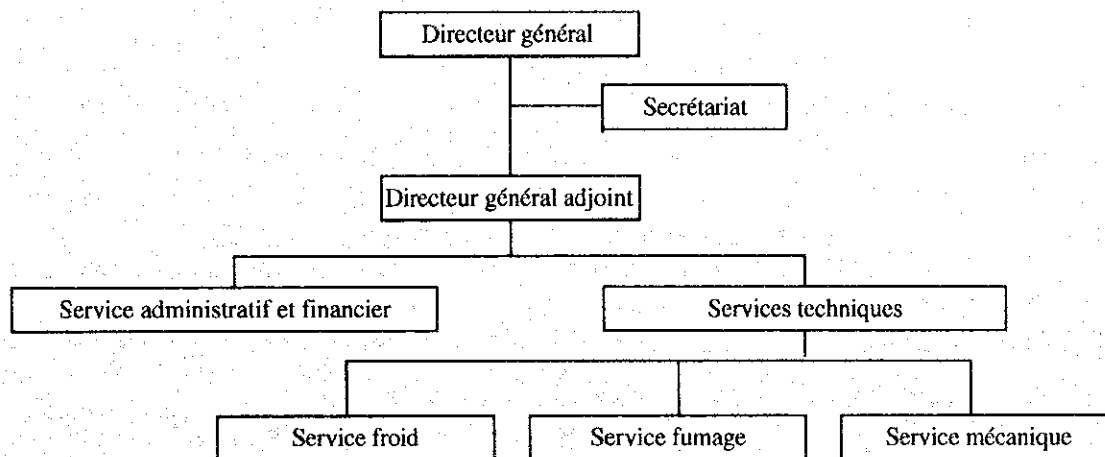 Directeur général
Secrétariat
Directeur général adjoint
Service administratif et financier
Services techniques
Service froid
Service fumage
Service mécanique